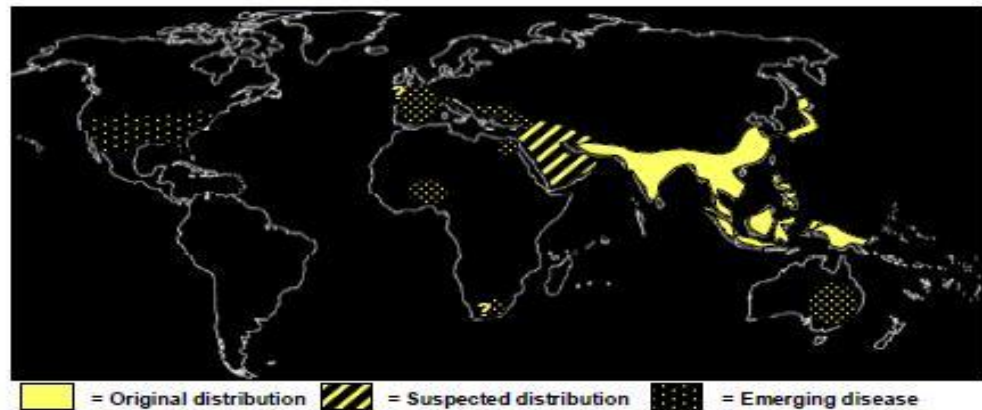 ?
?
= Original distribution = Suspected distribution = Emerging disease